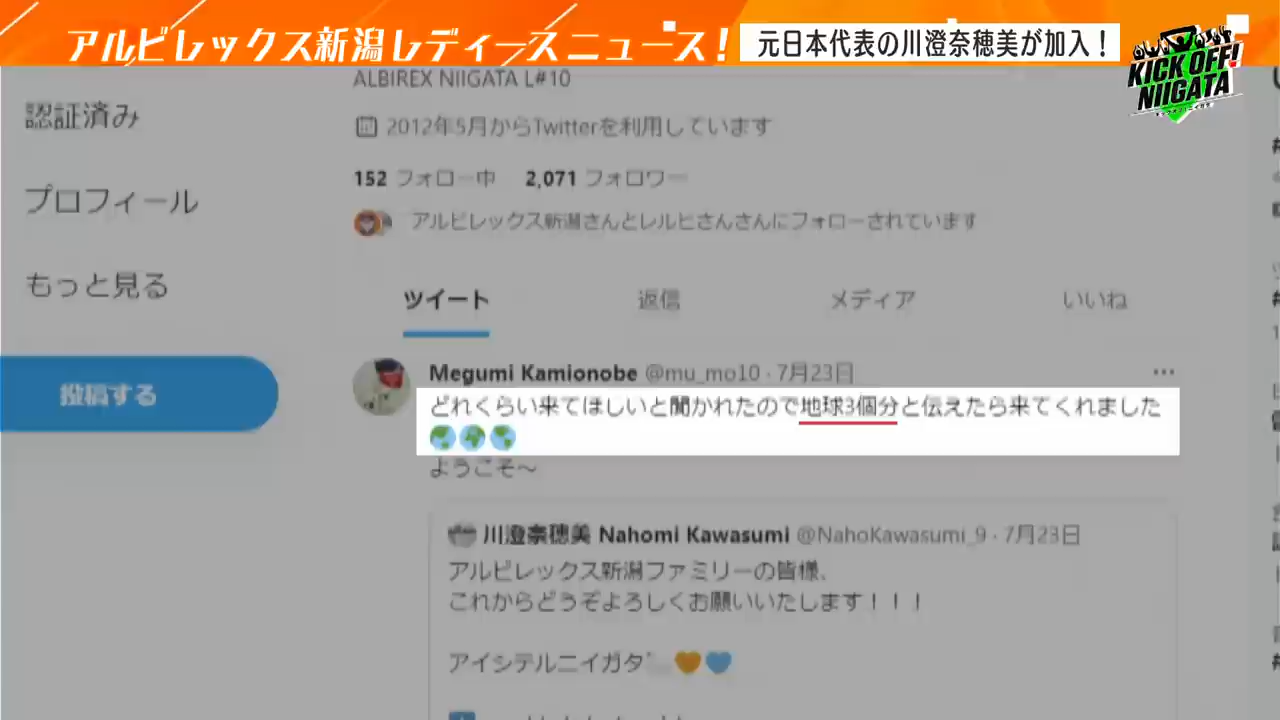 アルビレックス新潟レディースニュース！
元日本代表の川澄奈穂美が加入！
KICK OFF!
NIIGATA
ALBIREX NIIGATA L#10
認証済み
2012年5月からTwitterを利用しています
152 フォロー中 2,071 フォロワー
プロフィール
アルビレックス新潟さんとレルヒさんさんにフォローされています
もっと見る
ツイート 返信 メディア いいね
投稿する
Megumi Kamionobe @mu_mo10 · 7月23日 ···
どれくらい来てほしいと聞かれたので地球3個分と伝えたら来てくれました
🌏🌍🌎
ようこそ〜
川澄奈穂美 Nahomi Kawasumi @NahoKawasumi_9 · 7月23日
アルビレックス新潟ファミリーの皆様、
これからどうぞよろしくお願いいたします！！！
アイシテルニイガタ🧡💙